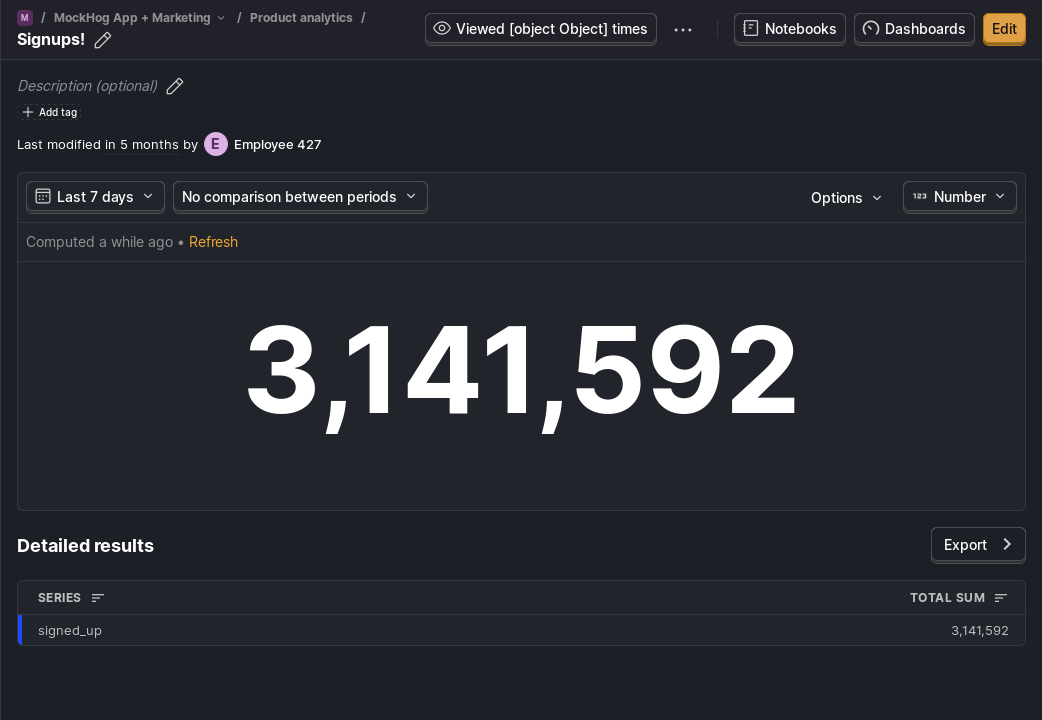 M / MockHog App + Marketing / Product analytics /
Signups!
Viewed [object Object] times
Notebooks
Dashboards
Edit
Description (optional)
Add tag
Last modified in 5 months by E Employee 427
Last 7 days
No comparison between periods
Options
123 Number
Computed a while ago • Refresh
3,141,592
Detailed results
Export
SERIES TOTAL SUM
signed_up 3,141,592